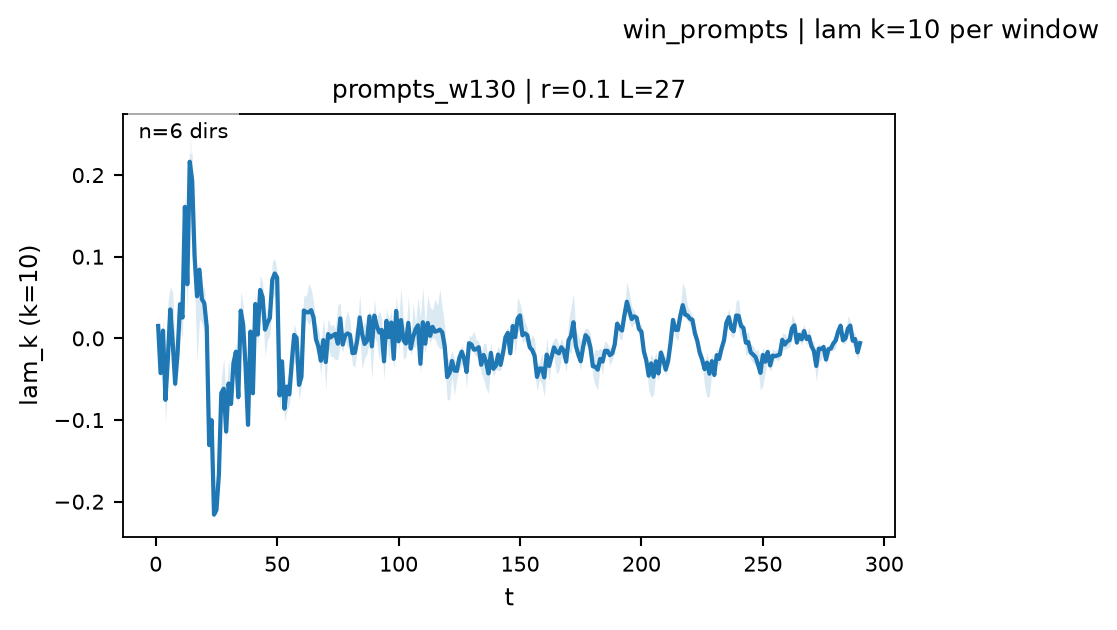 win_prompts | lam k=10 per window
prompts_w130 | r=0.1 L=27
n=6 dirs
lam_k (k=10)
0.2
0.1
0.0
−0.1
−0.2
0
50
100
150
200
250
300
t